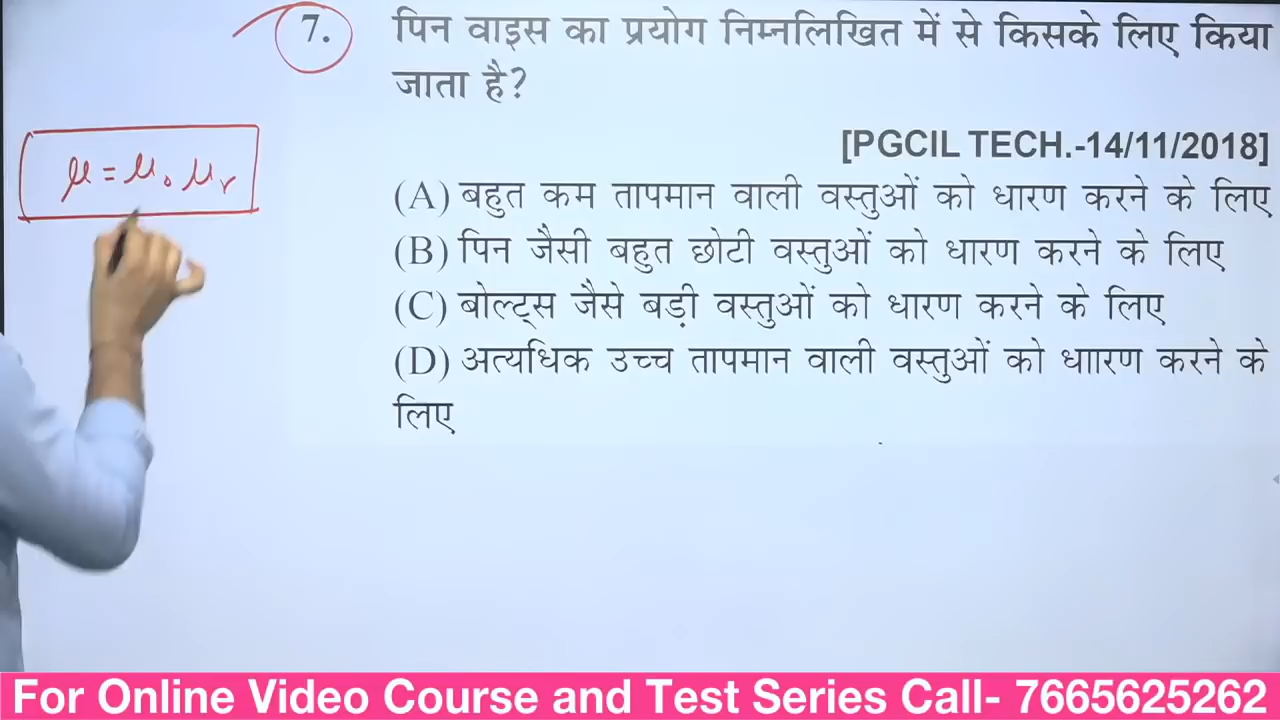 7. पिन वाइस का प्रयोग निम्नलिखित में से किसके लिए किया
जाता है?
[PGCIL TECH.-14/11/2018]
μ = μ₀ μᵣ
(A) बहुत कम तापमान वाली वस्तुओं को धारण करने के लिए
(B) पिन जैसी बहुत छोटी वस्तुओं को धारण करने के लिए
(C) बोल्ट्स जैसे बड़ी वस्तुओं को धारण करने के लिए
(D) अत्यधिक उच्च तापमान वाली वस्तुओं को धाारण करने के
लिए
For Online Video Course and Test Series Call- 7665625262